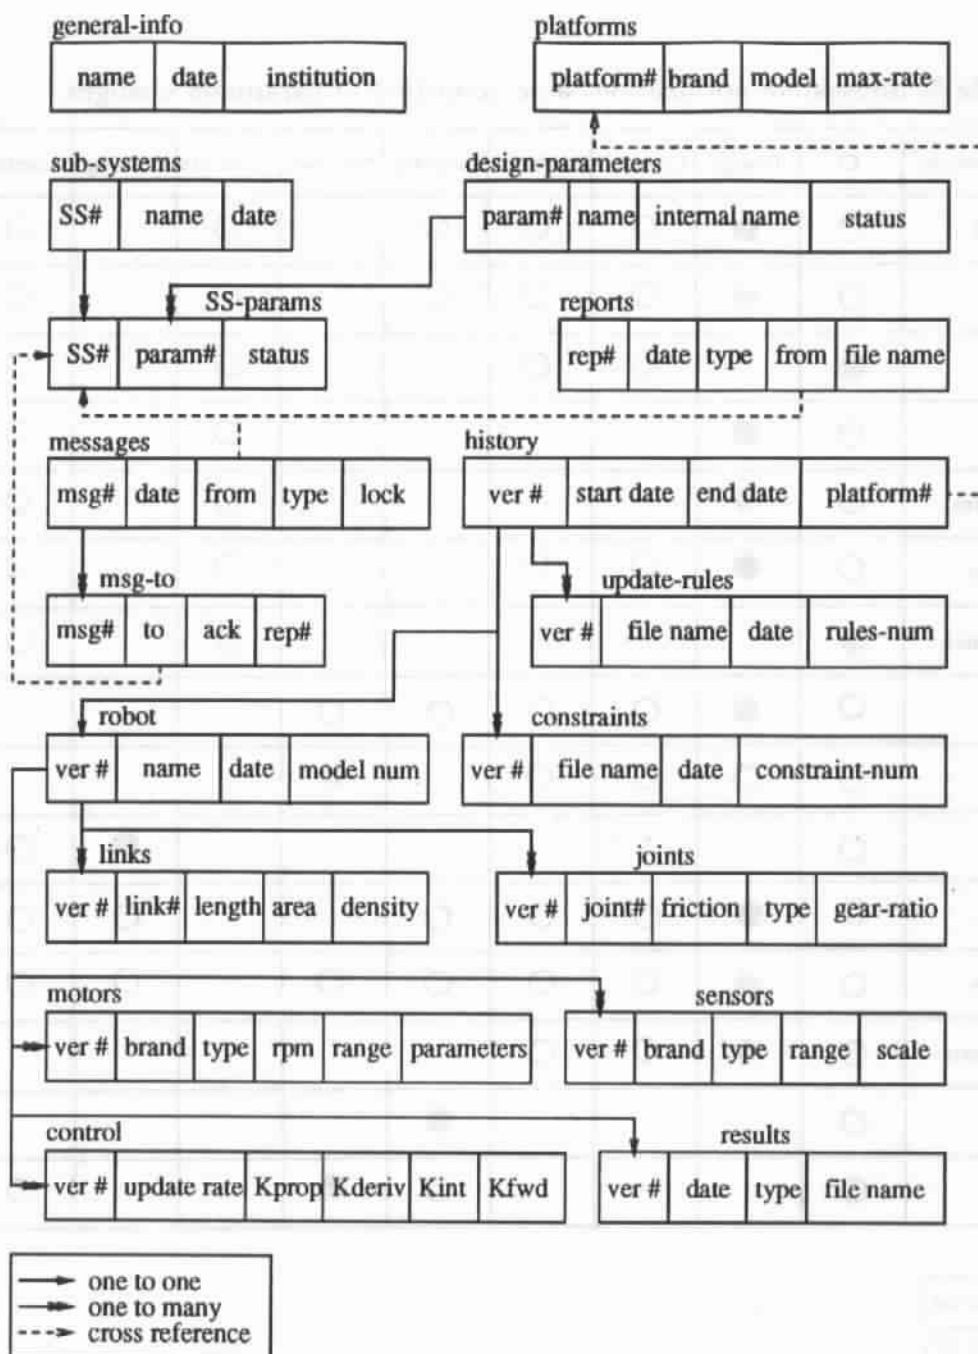 general-info
name date institution
platforms
platform# brand model max-rate
sub-systems
SS# name date
design-parameters
param# name internal name status
SS-params
SS# param# status
reports
rep# date type from file name
messages
msg# date from type lock
history
ver # start date end date platform#
msg-to
msg# to ack rep#
update-rules
ver # file name date rules-num
robot
ver # name date model num
constraints
ver # file name date constraint-num
links
ver # link# length area density
joints
ver # joint# friction type gear-ratio
motors
ver # brand type rpm range parameters
sensors
ver # brand type range scale
control
ver # update rate Kprop Kderiv Kint Kfwd
results
ver # date type file name
one to one
one to many
cross reference